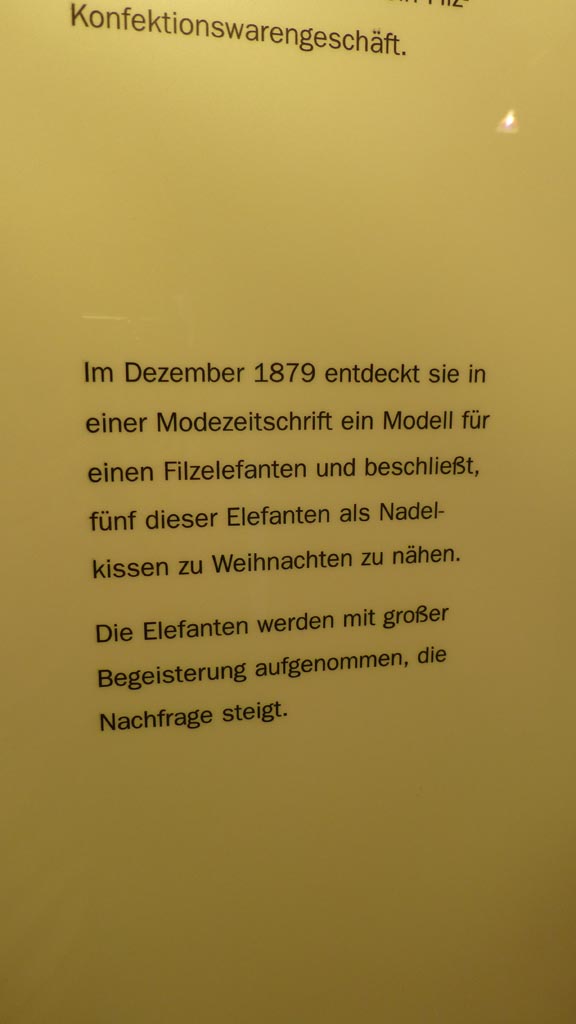 Konfektionswarengeschäft.
Im Dezember 1879 entdeckt sie in
einer Modezeitschrift ein Modell für
einen Filzelefanten und beschließt,
fünf dieser Elefanten als Nadel-
kissen zu Weihnachten zu nähen.
Die Elefanten werden mit großer
Begeisterung aufgenommen, die
Nachfrage steigt.